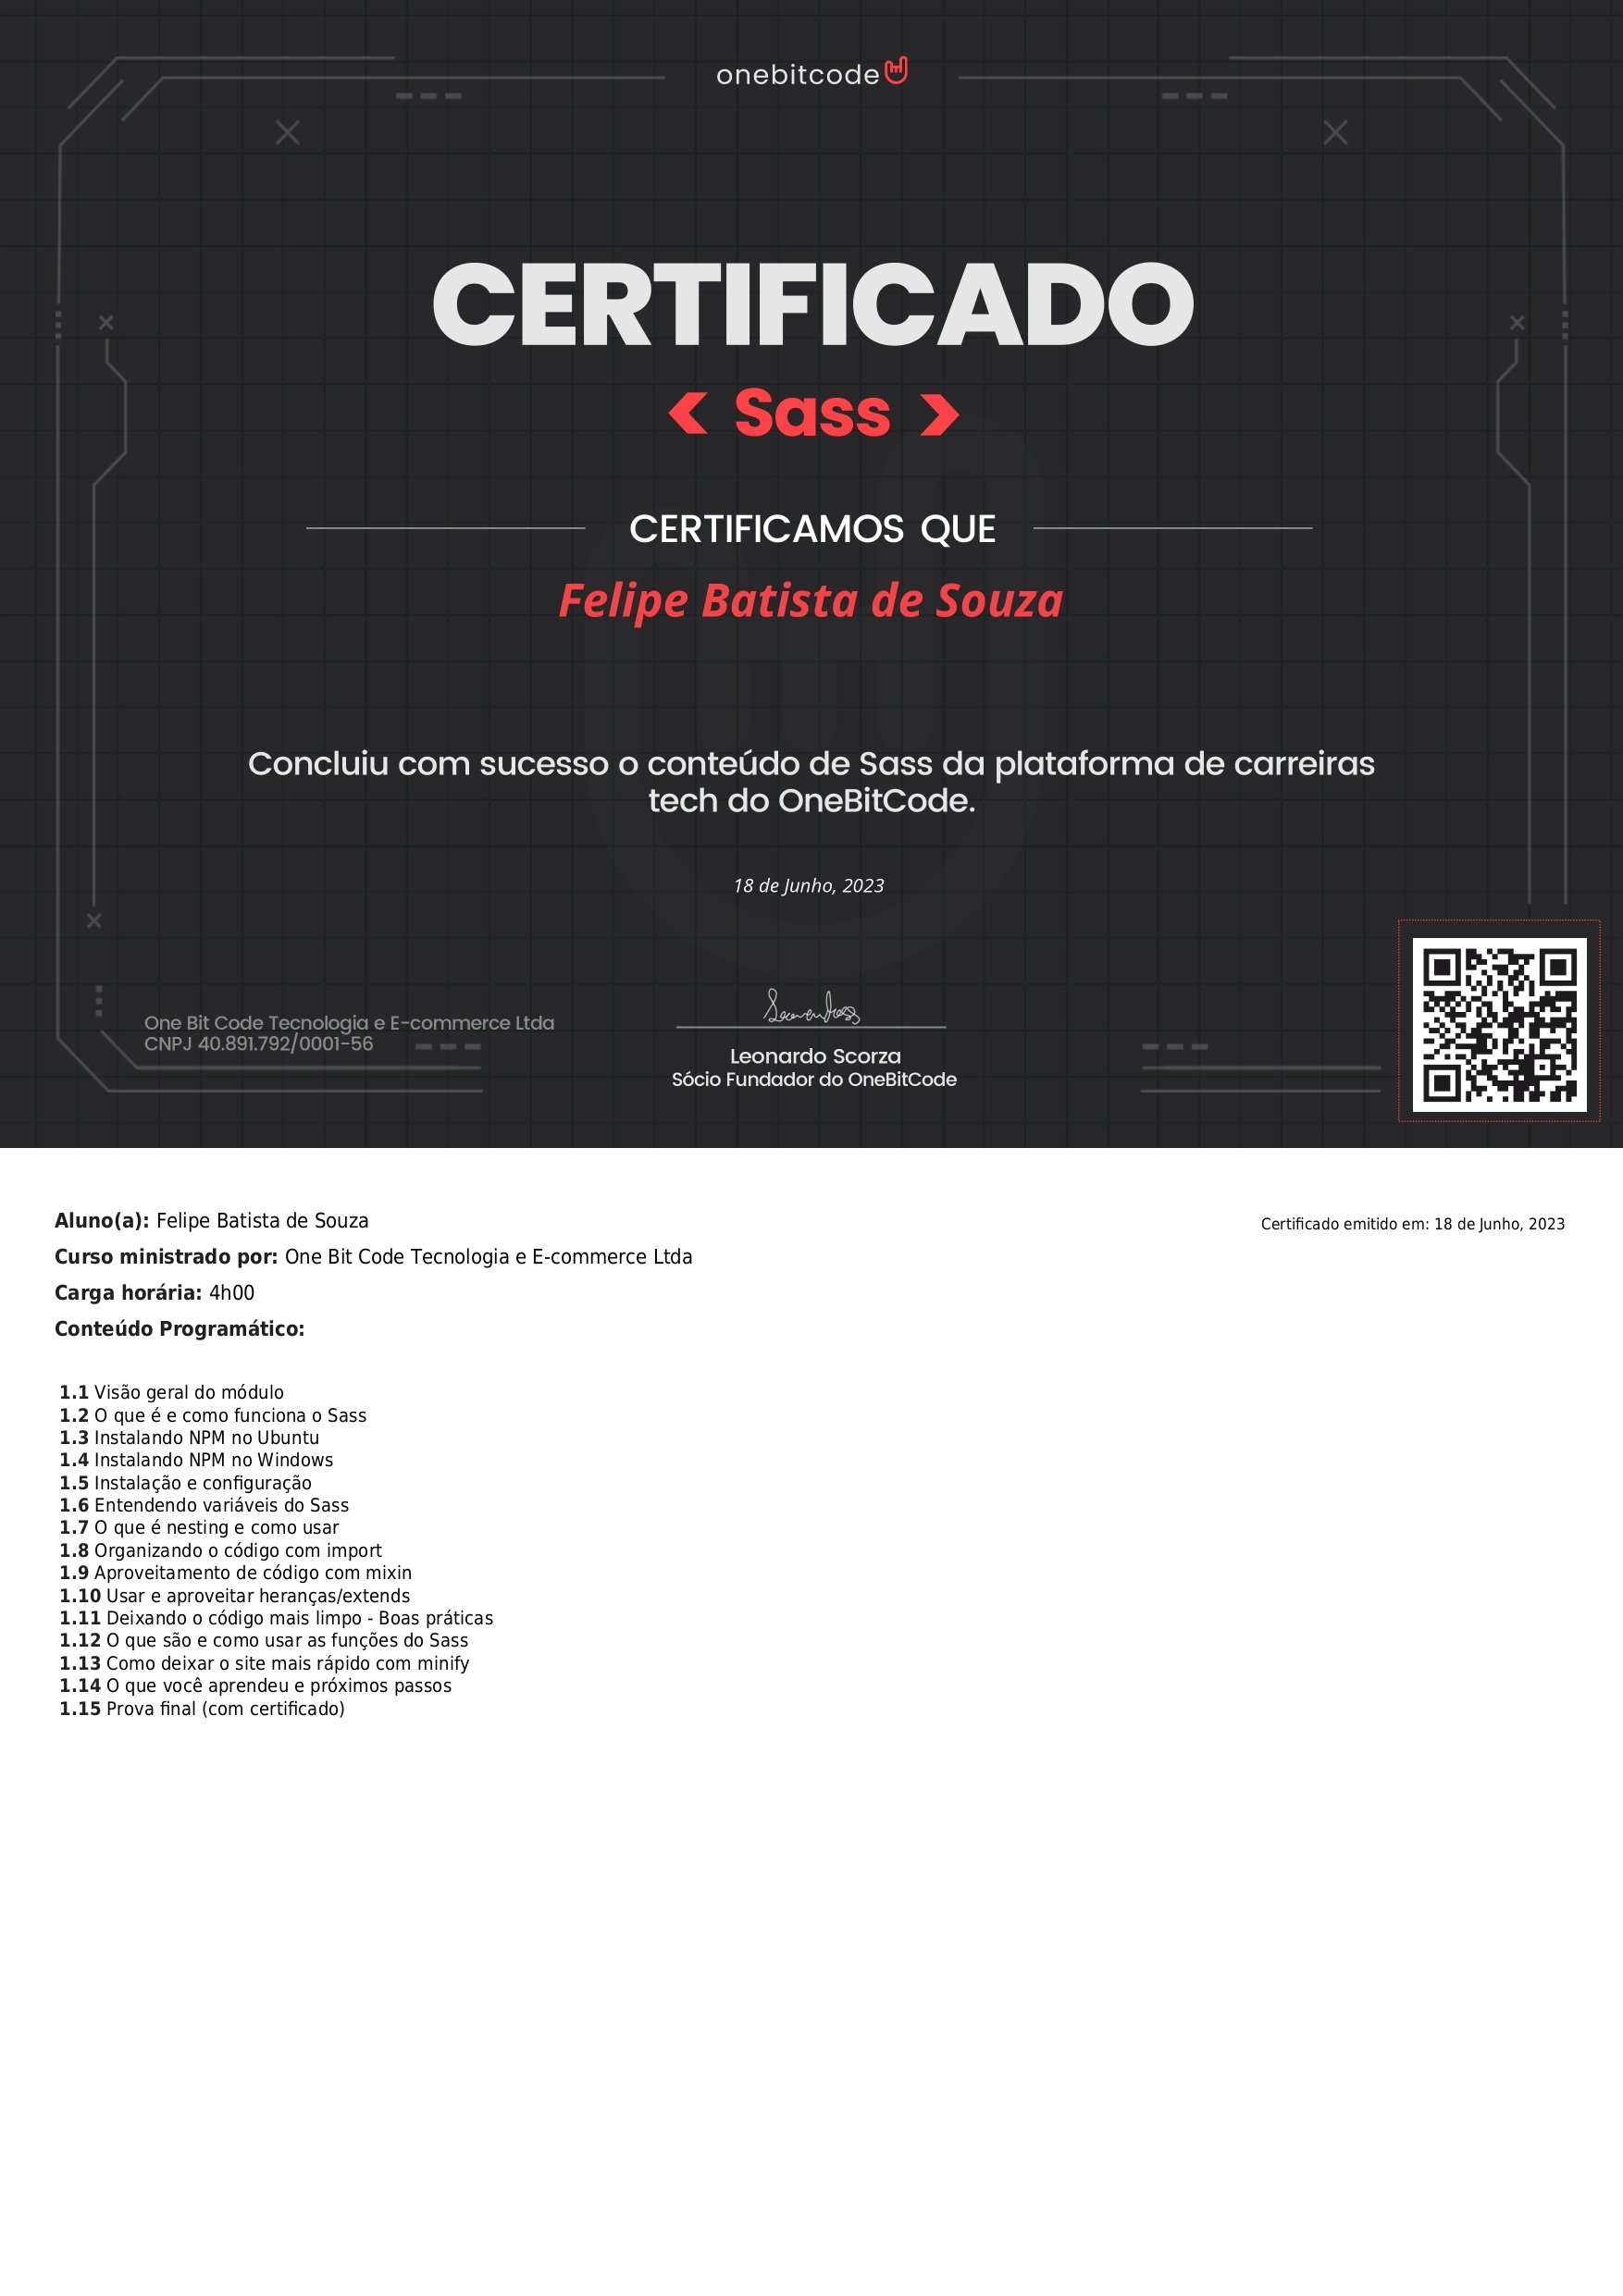 onebitcode
CERTIFICADO
< Sass >
CERTIFICAMOS QUE
Felipe Batista de Souza
Concluiu com sucesso o conteúdo de Sass da plataforma de carreiras
tech do OneBitCode.
18 de Junho, 2023
One Bit Code Tecnologia e E-commerce Ltda
CNPJ 40.891.792/0001-56
Leonardo Scorza
Sócio Fundador do OneBitCode
Aluno(a): Felipe Batista de Souza
Certificado emitido em: 18 de Junho, 2023
Curso ministrado por: One Bit Code Tecnologia e E-commerce Ltda
Carga horária: 4h00
Conteúdo Programático:
1.1 Visão geral do módulo
1.2 O que é e como funciona o Sass
1.3 Instalando NPM no Ubuntu
1.4 Instalando NPM no Windows
1.5 Instalação e configuração
1.6 Entendendo variáveis do Sass
1.7 O que é nesting e como usar
1.8 Organizando o código com import
1.9 Aproveitamento de código com mixin
1.10 Usar e aproveitar heranças/extends
1.11 Deixando o código mais limpo - Boas práticas
1.12 O que são e como usar as funções do Sass
1.13 Como deixar o site mais rápido com minify
1.14 O que você aprendeu e próximos passos
1.15 Prova final (com certificado)